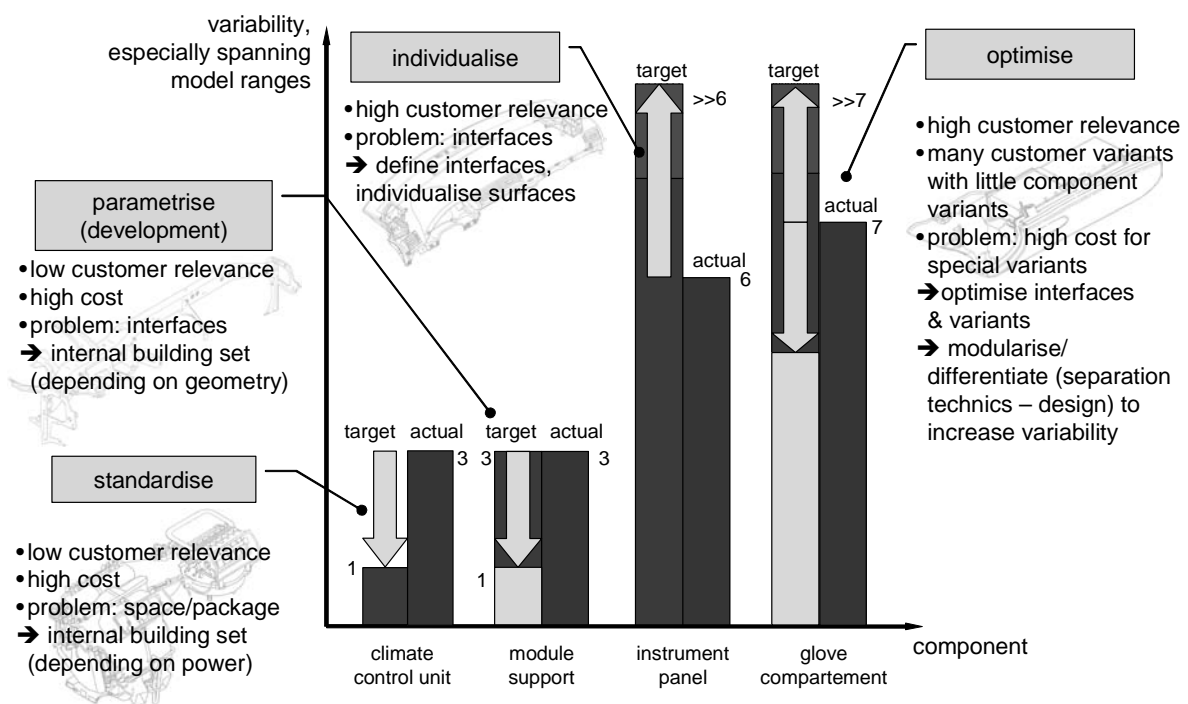 variability,
especially spanning
model ranges
individualise
•high customer relevance
•problem: interfaces
➔ define interfaces,
individualise surfaces
parametrise
(development)
•low customer relevance
•high cost
•problem: interfaces
➔ internal building set
(depending on geometry)
standardise
•low customer relevance
•high cost
•problem: space/package
➔ internal building set
(depending on power)
optimise
•high customer relevance
•many customer variants
with little component
variants
•problem: high cost for
special variants
➔optimise interfaces
& variants
➔ modularise/
differentiate (separation
technics – design) to
increase variability
target
actual
3
1
target
actual
3
3
1
target
>>6
actual
6
target
>>7
actual
7
component
climate
control unit
module
support
instrument
panel
glove
compartement